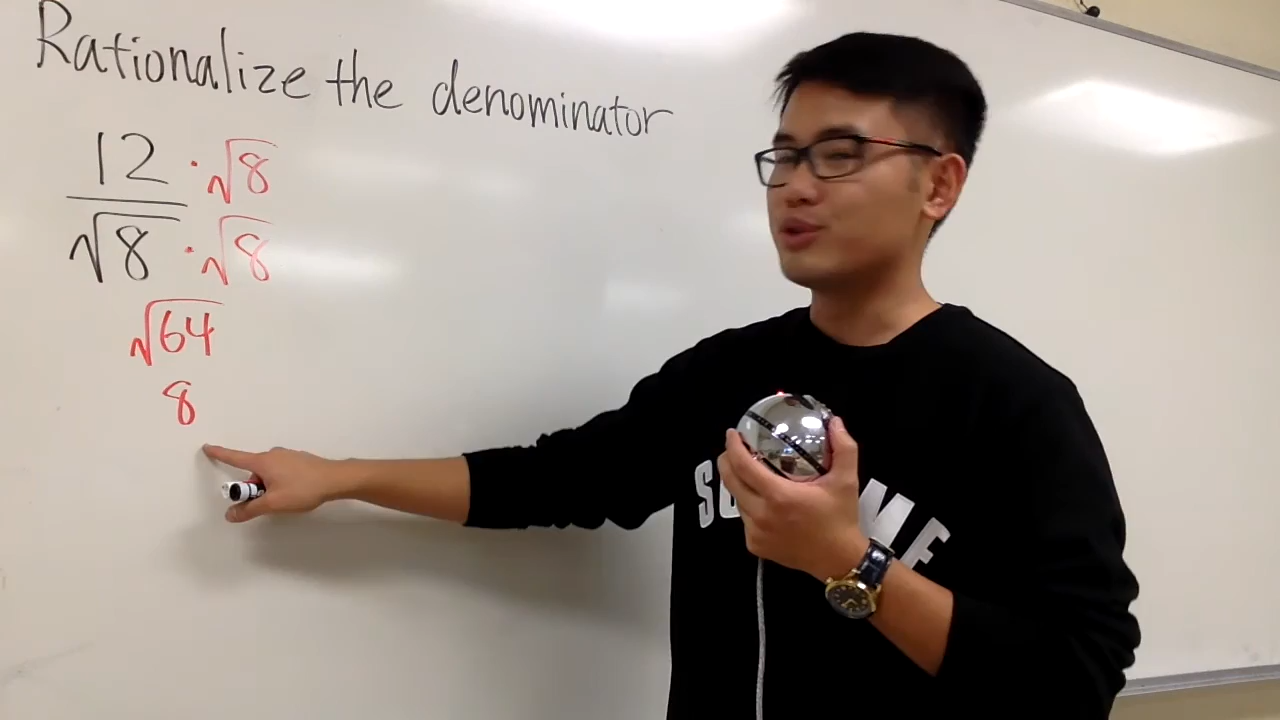 Rationalize the denominator
12 · √8
√8 · √8
√64
8